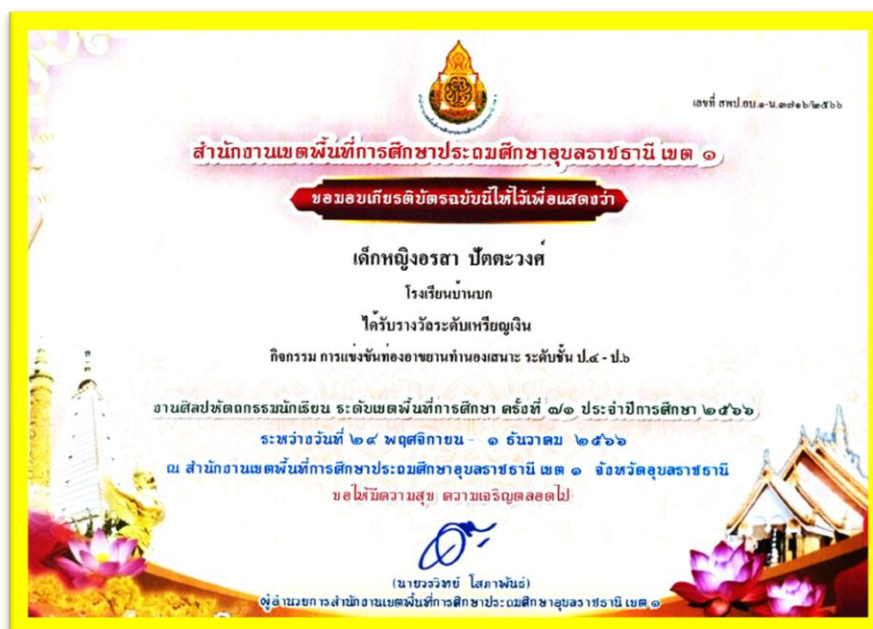 เลขที่ สพป.อบ.๑-น.๓๗๑๖/๒๕๖๖
สำนักงานเขตพื้นที่การศึกษาประถมศึกษาอุบลราชธานี เขต ๑
ขอมอบเกียรติบัตรฉบับนี้ให้ไว้เพื่อแสดงว่า
เด็กหญิงอรสา ปัตตะวงศ์
โรงเรียนบ้านบก
ได้รับรางวัลระดับเหรียญเงิน
กิจกรรม การแข่งขันท่องอาขยานทำนองเสนาะ ระดับชั้น ป.๔ - ป.๖
งานศิลปหัตถกรรมนักเรียน ระดับเขตพื้นที่การศึกษา ครั้งที่ ๗๑ ประจำปีการศึกษา ๒๕๖๖
ระหว่างวันที่ ๒๙ พฤศจิกายน - ๑ ธันวาคม ๒๕๖๖
ณ สำนักงานเขตพื้นที่การศึกษาประถมศึกษาอุบลราชธานี เขต ๑ จังหวัดอุบลราชธานี
ขอให้มีความสุข ความเจริญตลอดไป
(นายวรวิทย์ โสภาพันธ์)
ผู้อำนวยการสำนักงานเขตพื้นที่การศึกษาประถมศึกษาอุบลราชธานี เขต ๑